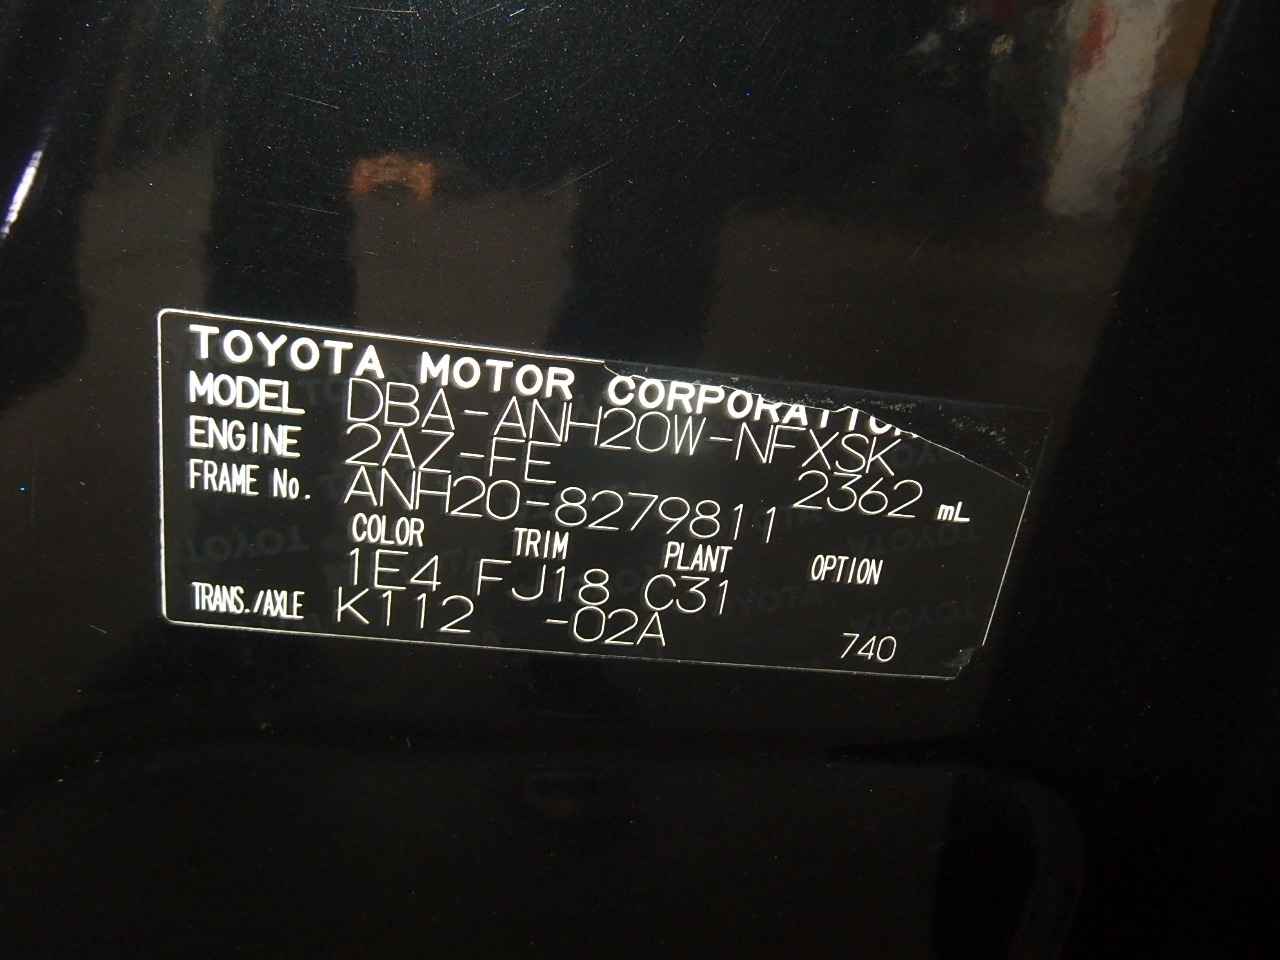 TOYOTA MOTOR CORPORATION
MODEL DBA-ANH20W-NFXSK
ENGINE 2AZ-FE 2362 mL
FRAME No. ANH20-8279811
COLOR TRIM PLANT OPTION
1E4 FJ18 C31
TRANS./AXLE K112 -02A 740